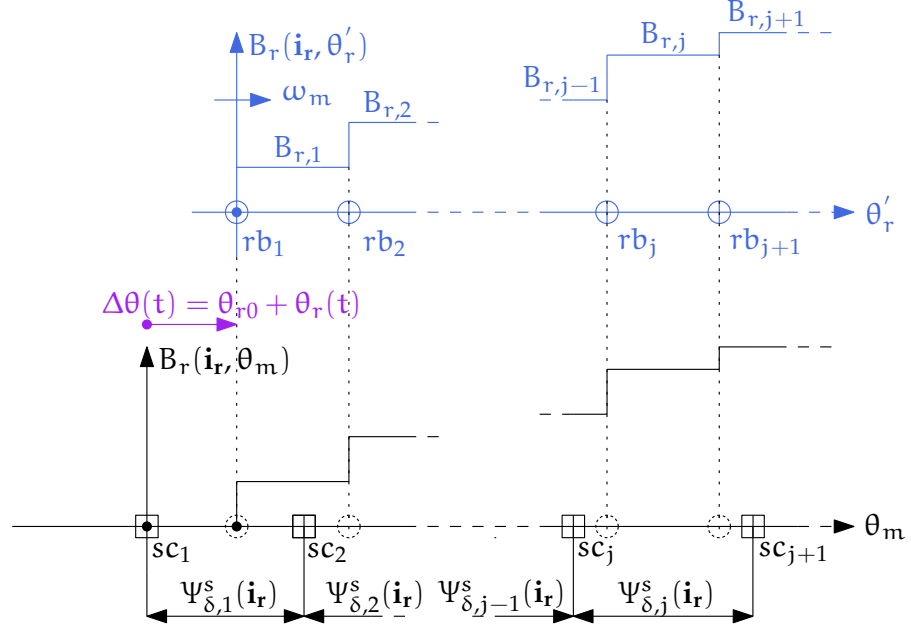 B_r(i_r, θ'_r)
B_{r,j+1}
B_{r,j}
B_{r,j−1}
ω_m
B_{r,2}
B_{r,1}
θ'_r
rb_1 rb_2 rb_j rb_{j+1}
Δθ(t) = θ_{r0} + θ_r(t)
B_r(i_r, θ_m)
θ_m
sc_1 sc_2 sc_j sc_{j+1}
Ψ^s_{δ,1}(i_r) Ψ^s_{δ,2}(i_r) Ψ^s_{δ,j−1}(i_r) Ψ^s_{δ,j}(i_r)